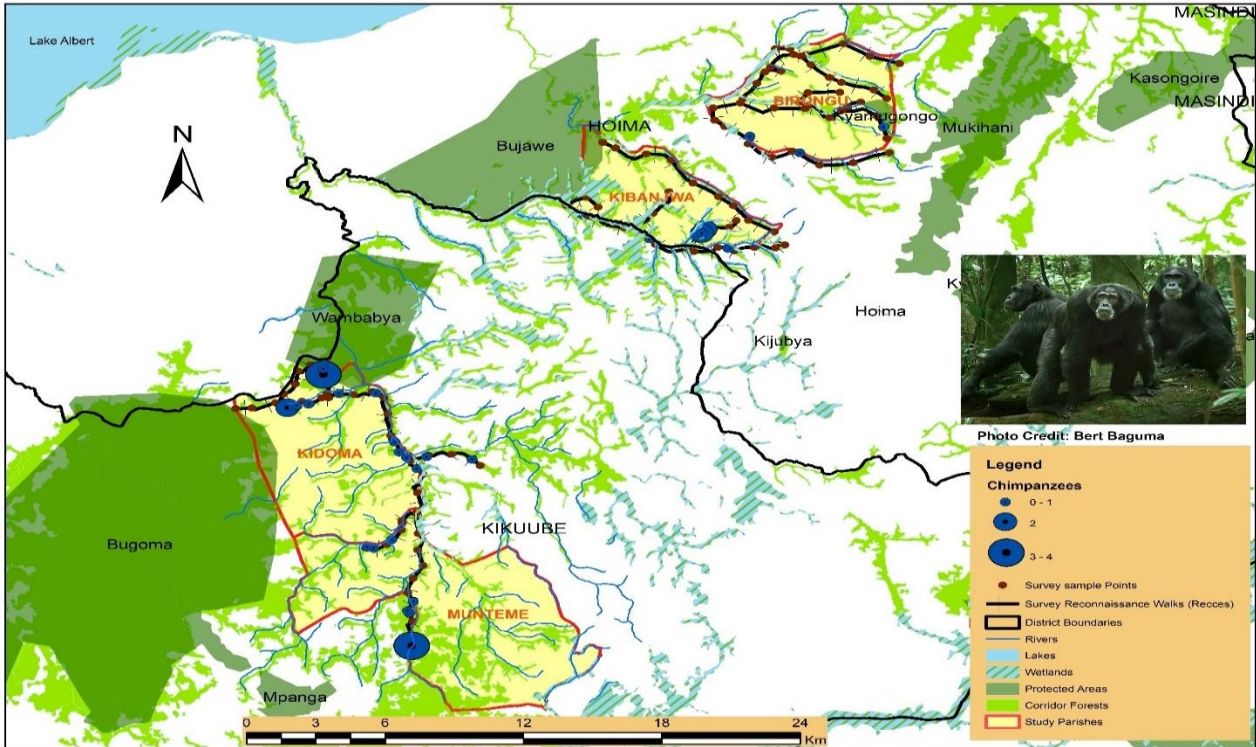 MASINDI
Lake Albert
Kasongoire
MASINDI
BIRUNGU
Kyamugongo
HOIMA
Mukihani
N
Bujawe
KIBANJWA
Hoima
Wambabya
Kijubya
Photo Credit: Bert Baguma
KIDOMA
KIKUUBE
Bugoma
MUNTEME
Mpanga
0 3 6 12 18 24
Km
Legend
Chimpanzees
0 - 1
2
3 - 4
Survey sample Points
Survey Reconnaissance Walks (Recces)
District Boundaries
Rivers
Lakes
Wetlands
Protected Areas
Corridor Forests
Study Parishes